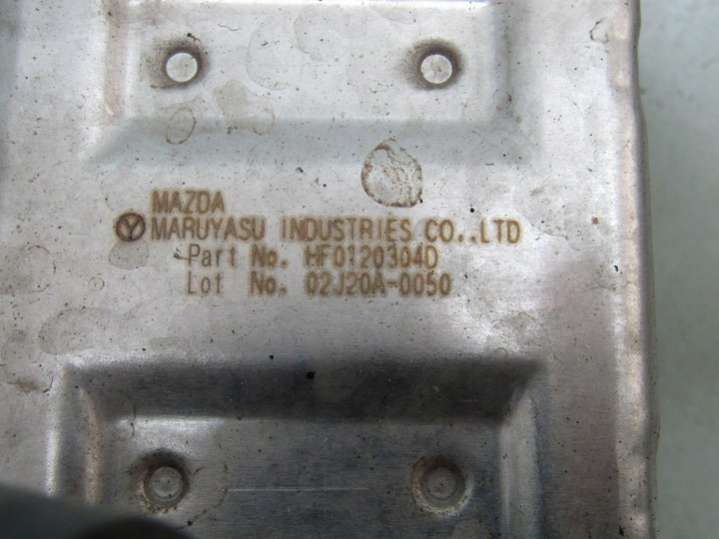 MAZDA
MARUYASU INDUSTRIES CO.,LTD
Part No. HF0120304D
Lot No. 02J20A-0050